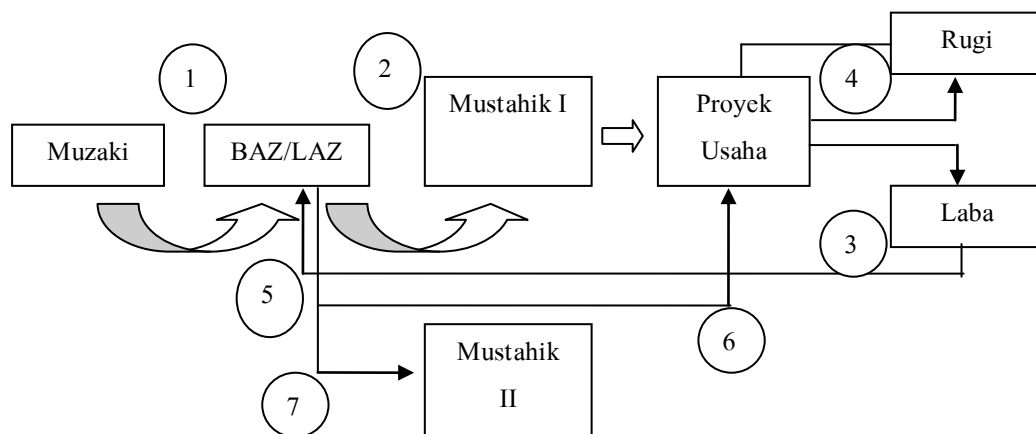 Rugi
1
2
4
Mustahik I
Proyek
Usaha
Muzaki
BAZ/LAZ
Laba
3
5
6
Mustahik
II
7